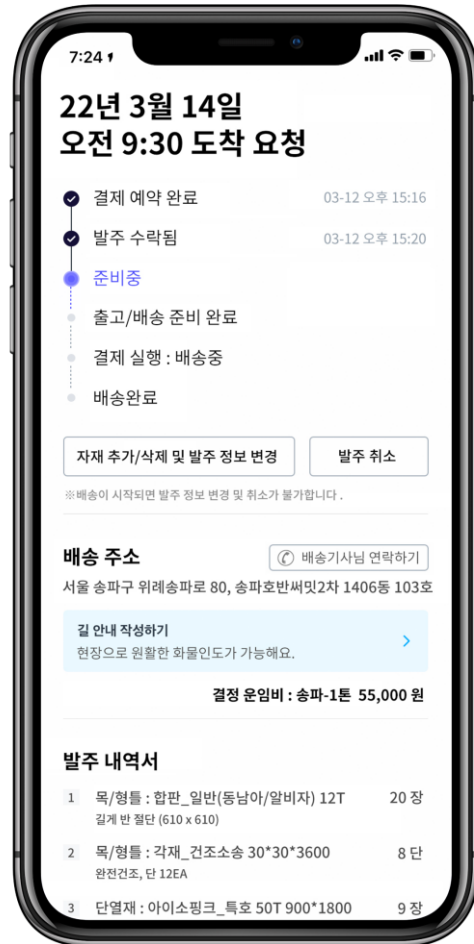 7:24
22년 3월 14일
오전 9:30 도착 요청
결제 예약 완료 03-12 오후 15:16
발주 수락됨 03-12 오후 15:20
준비중
출고/배송 준비 완료
결제 실행 : 배송중
배송완료
자재 추가/삭제 및 발주 정보 변경 발주 취소
※배송이 시작되면 발주 정보 변경 및 취소가 불가합니다 .
배송 주소 배송기사님 연락하기
서울 송파구 위례송파로 80, 송파호반써밋2차 1406동 103호
길 안내 작성하기
현장으로 원활한 화물인도가 가능해요.
결정 운임비 : 송파-1톤 55,000 원
발주 내역서
1 목/형틀 : 합판_일반(동남아/알비자) 12T 20 장
길게 반 절단 (610 x 610)
2 목/형틀 : 각재_건조소송 30*30*3600 8 단
완전건조, 단 12EA
3 단열재 : 아이소핑크_특호 50T 900*1800 9 장